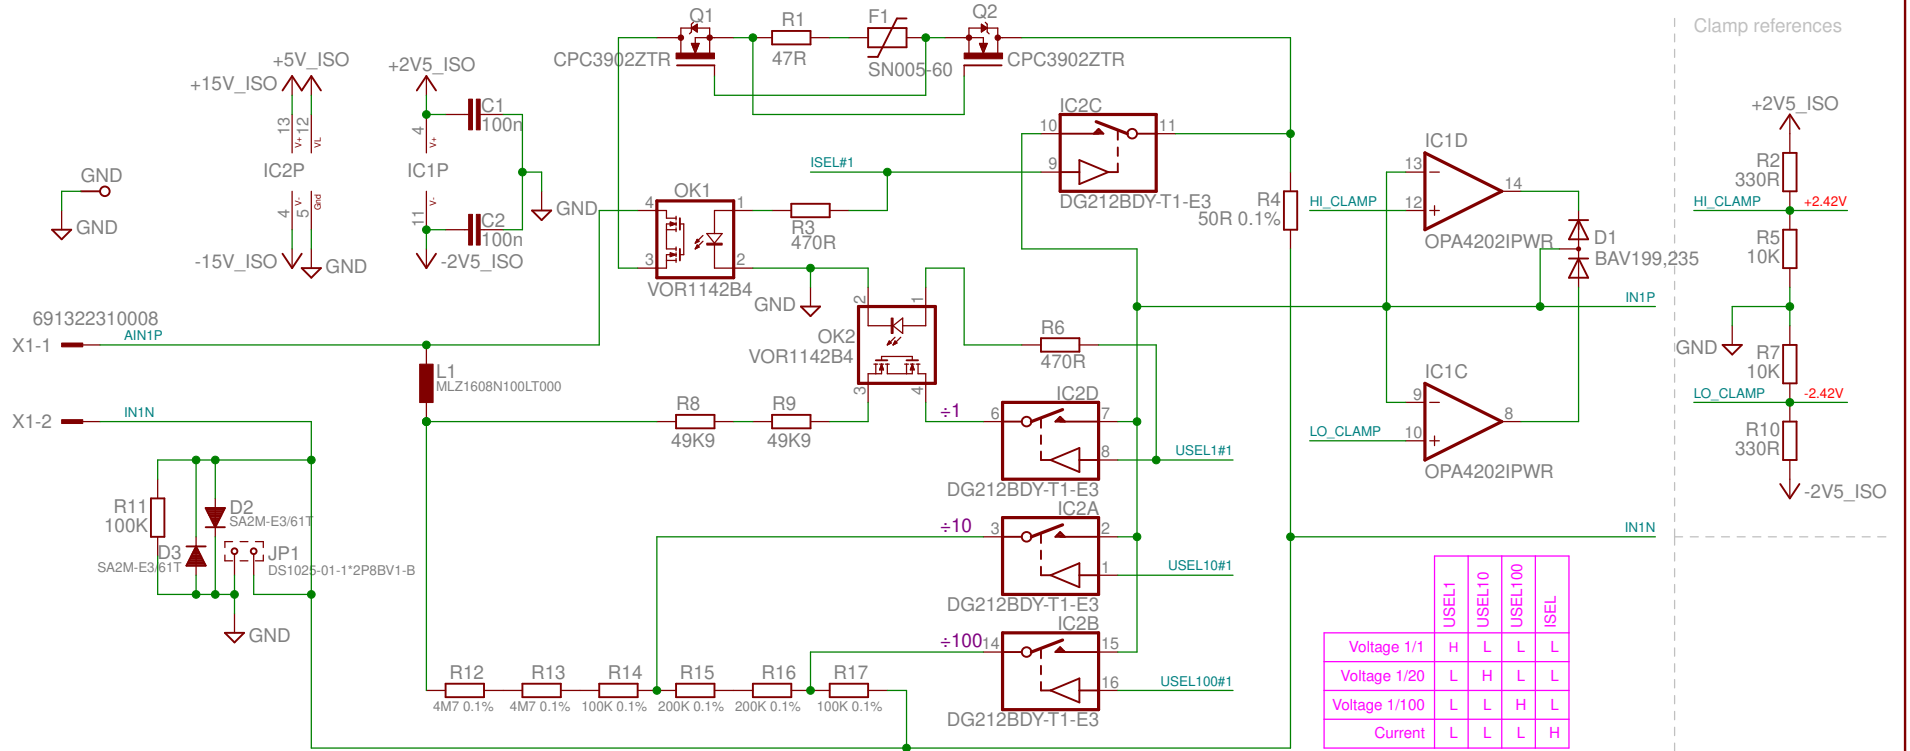 Q1
R1
F1
Q2
Clamp references
CPC3902ZTR
47R
SN005-60
CPC3902ZTR
+5V_ISO
+15V_ISO
+2V5_ISO
13
12
V+
VL
IC2P
4
5
V-
Gnd
-15V_ISO
GND
4
V+
IC1P
11
V-
-2V5_ISO
C1
100n
C2
100n
GND
GND
GND
ISEL#1
OK1
4
1
3
2
VOR1142B4
R3
470R
GND
IC2C
10
11
9
DG212BDY-T1-E3
R4
50R 0.1%
IC1D
13
14
12
HI_CLAMP
OPA4202IPWR
D1
BAV199,235
+2V5_ISO
R2
330R
HI_CLAMP
+2.42V
R5
10K
IN1P
GND
R7
10K
LO_CLAMP
-2.42V
R10
330R
-2V5_ISO
691322310008
X1-1
AIN1P
X1-2
IN1N
L1
MLZ1608N100LT000
OK2
VOR1142B4
2
1
3
4
R6
470R
R8
49K9
R9
49K9
÷1
IC2D
6
7
8
USEL1#1
DG212BDY-T1-E3
IC1C
9
8
10
LO_CLAMP
OPA4202IPWR
R11
100K
D2
SA2M-E3/61T
D3
SA2M-E3/61T
JP1
DS1025-01-1*2P8BV1-B
GND
÷10
IC2A
3
2
1
USEL10#1
DG212BDY-T1-E3
IN1N
÷100
IC2B
14
15
16
USEL100#1
DG212BDY-T1-E3
R12
R13
R14
R15
R16
R17
4M7 0.1%
4M7 0.1%
100K 0.1%
200K 0.1%
200K 0.1%
100K 0.1%
USEL1 USEL10 USEL100 ISEL
Voltage 1/1 H L L L
Voltage 1/20 L H L L
Voltage 1/100 L L H L
Current L L L H